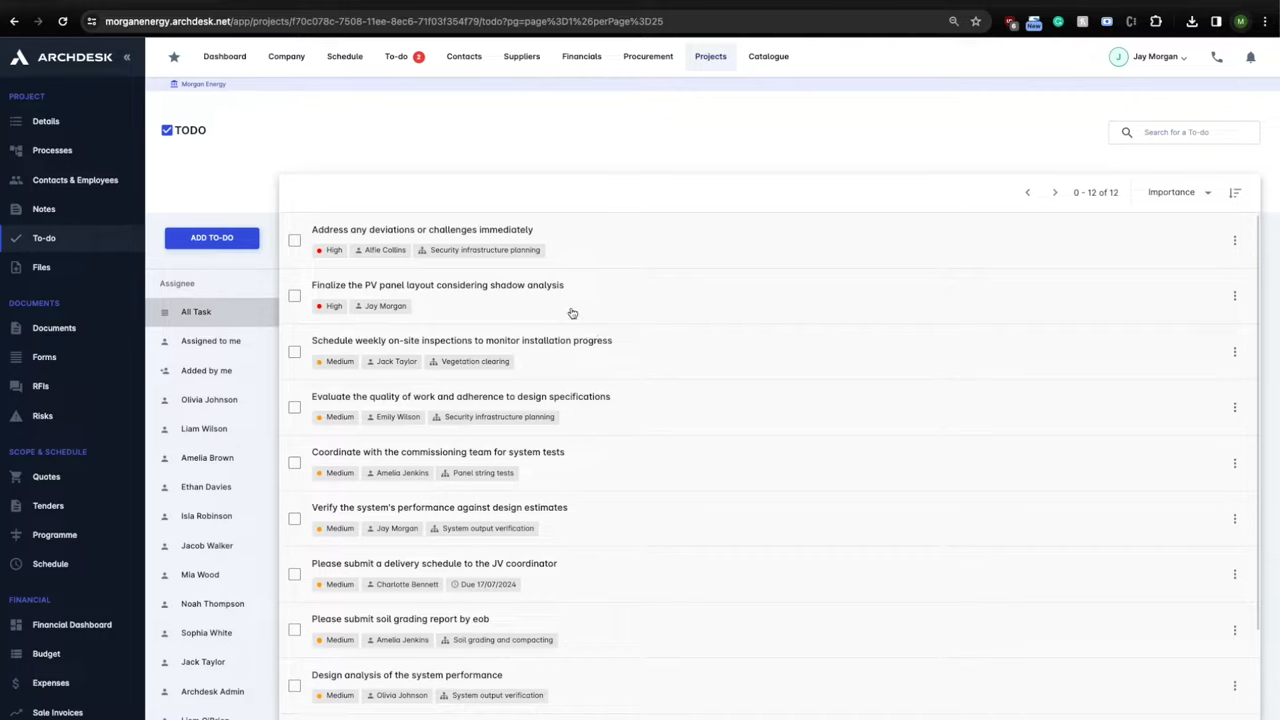 morganenergy.archdesk.net/app/projects/f70c078c-7508-11ee-8ec6-71f03f354f79/todo?pg=page%3D1%26perPage%3D25
6
New
M
ARCHDESK
Dashboard
Company
Schedule
To-do 2
Contacts
Suppliers
Financials
Procurement
Projects
Catalogue
J Jay Morgan
Morgan Energy
PROJECT
Details
Processes
Contacts & Employees
Notes
To-do
Files
DOCUMENTS
Documents
Forms
RFIs
Risks
SCOPE & SCHEDULE
Quotes
Tenders
Programme
Schedule
FINANCIAL
Financial Dashboard
Budget
Expenses
Sale Invoices
TODO
Search for a To-do
ADD TO-DO
Assignee
All Task
Assigned to me
Added by me
Olivia Johnson
Liam Wilson
Amelia Brown
Ethan Davies
Isla Robinson
Jacob Walker
Mia Wood
Noah Thompson
Sophia White
Jack Taylor
Archdesk Admin
Liam O'Brien
0 - 12 of 12
Importance
Address any deviations or challenges immediately
High Alfie Collins Security infrastructure planning
Finalize the PV panel layout considering shadow analysis
High Jay Morgan
Schedule weekly on-site inspections to monitor installation progress
Medium Jack Taylor Vegetation clearing
Evaluate the quality of work and adherence to design specifications
Medium Emily Wilson Security infrastructure planning
Coordinate with the commissioning team for system tests
Medium Amelia Jenkins Panel string tests
Verify the system's performance against design estimates
Medium Jay Morgan System output verification
Please submit a delivery schedule to the JV coordinator
Medium Charlotte Bennett Due 17/07/2024
Please submit soil grading report by eob
Medium Amelia Jenkins Soil grading and compacting
Design analysis of the system performance
Medium Olivia Johnson System output verification